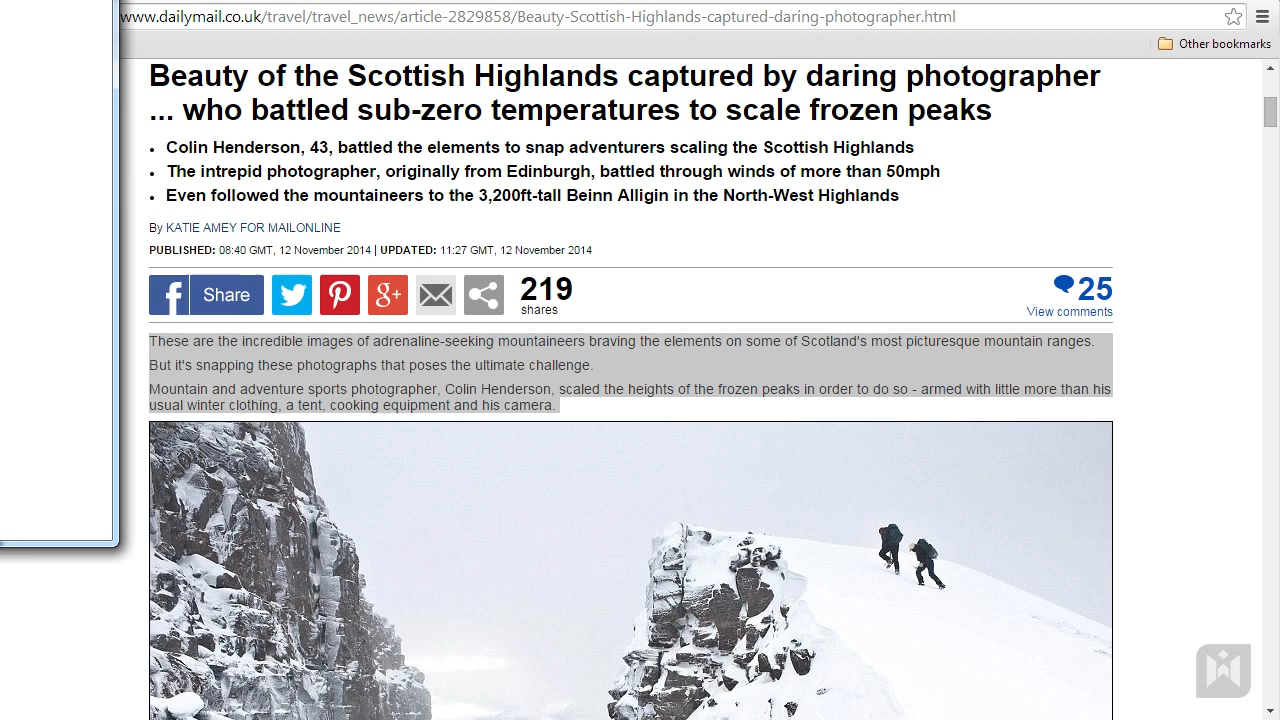 www.dailymail.co.uk/travel/travel_news/article-2829858/Beauty-Scottish-Highlands-captured-daring-photographer.html
Other bookmarks
Beauty of the Scottish Highlands captured by daring photographer
... who battled sub-zero temperatures to scale frozen peaks
• Colin Henderson, 43, battled the elements to snap adventurers scaling the Scottish Highlands
• The intrepid photographer, originally from Edinburgh, battled through winds of more than 50mph
• Even followed the mountaineers to the 3,200ft-tall Beinn Alligin in the North-West Highlands
By KATIE AMEY FOR MAILONLINE
PUBLISHED: 08:40 GMT, 12 November 2014 | UPDATED: 11:27 GMT, 12 November 2014
f Share g+ 219 25
shares View comments
These are the incredible images of adrenaline-seeking mountaineers braving the elements on some of Scotland's most picturesque mountain ranges.
But it's snapping these photographs that poses the ultimate challenge.
Mountain and adventure sports photographer, Colin Henderson, scaled the heights of the frozen peaks in order to do so - armed with little more than his
usual winter clothing, a tent, cooking equipment and his camera.